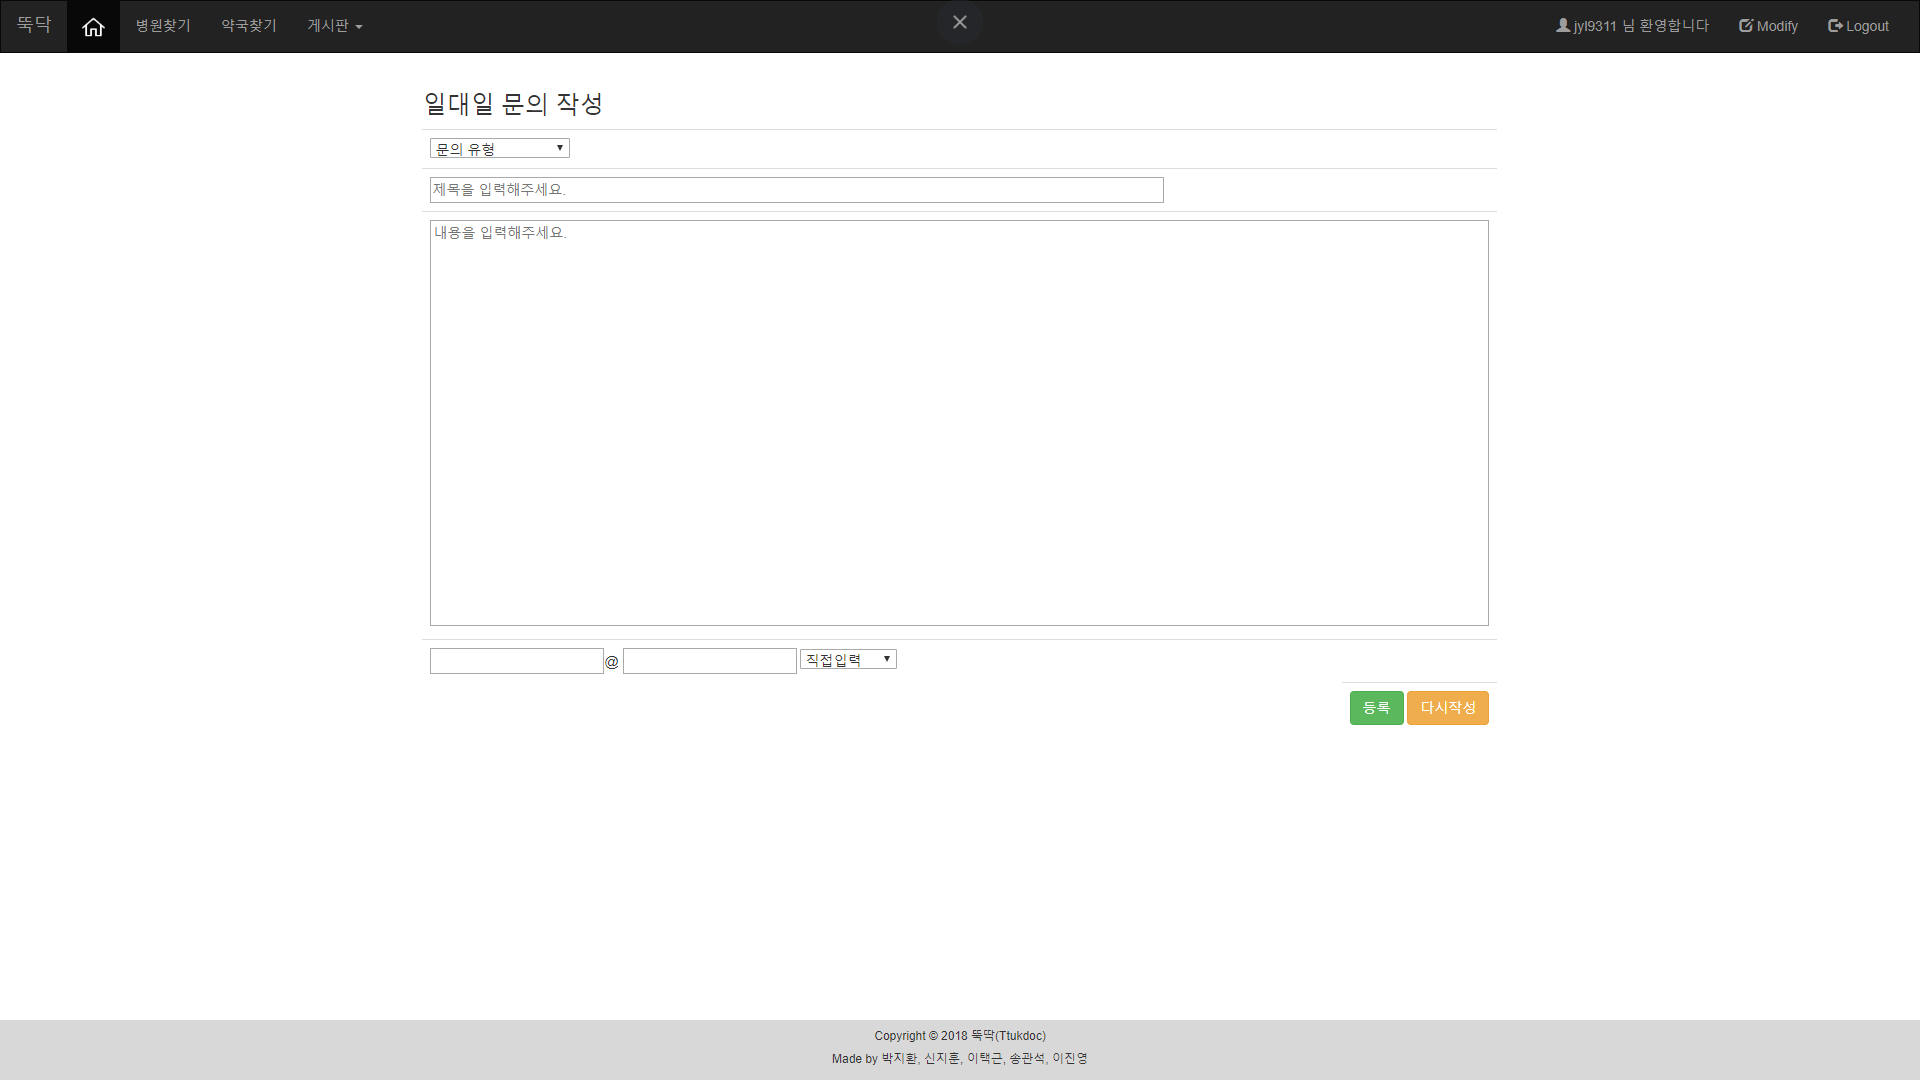 뚝닥 병원찾기 약국찾기 게시판 jyl9311 님 환영합니다 Modify Logout
일대일 문의 작성
문의 유형
제목을 입력해주세요.
내용을 입력해주세요.
@ 직접입력
등록 다시작성
Copyright © 2018 뚝딱(Ttukdoc)
Made by 박지환, 신지훈, 이택근, 송관석, 이진영